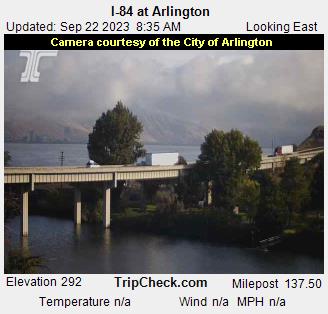 I-84 at Arlington
Updated: Sep 22 2023 8:35 AM Looking East
Camera courtesy of the City of Arlington
Elevation 292 TripCheck.com Milepost 137.50
Temperature n/a Wind n/a MPH n/a